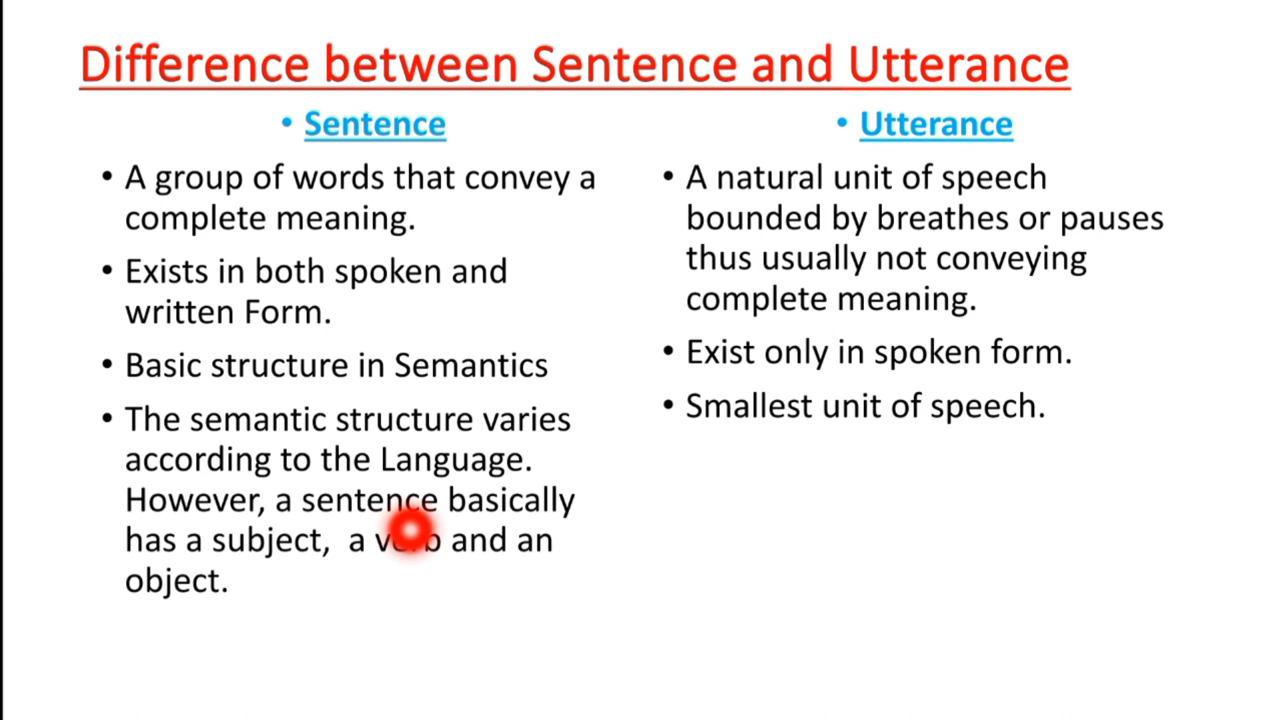 Difference between Sentence and Utterance
• Sentence
• A group of words that convey a
complete meaning.
• Exists in both spoken and
written Form.
• Basic structure in Semantics
• The semantic structure varies
according to the Language.
However, a sentence basically
has a subject, a verb and an
object.
• Utterance
• A natural unit of speech
bounded by breathes or pauses
thus usually not conveying
complete meaning.
• Exist only in spoken form.
• Smallest unit of speech.